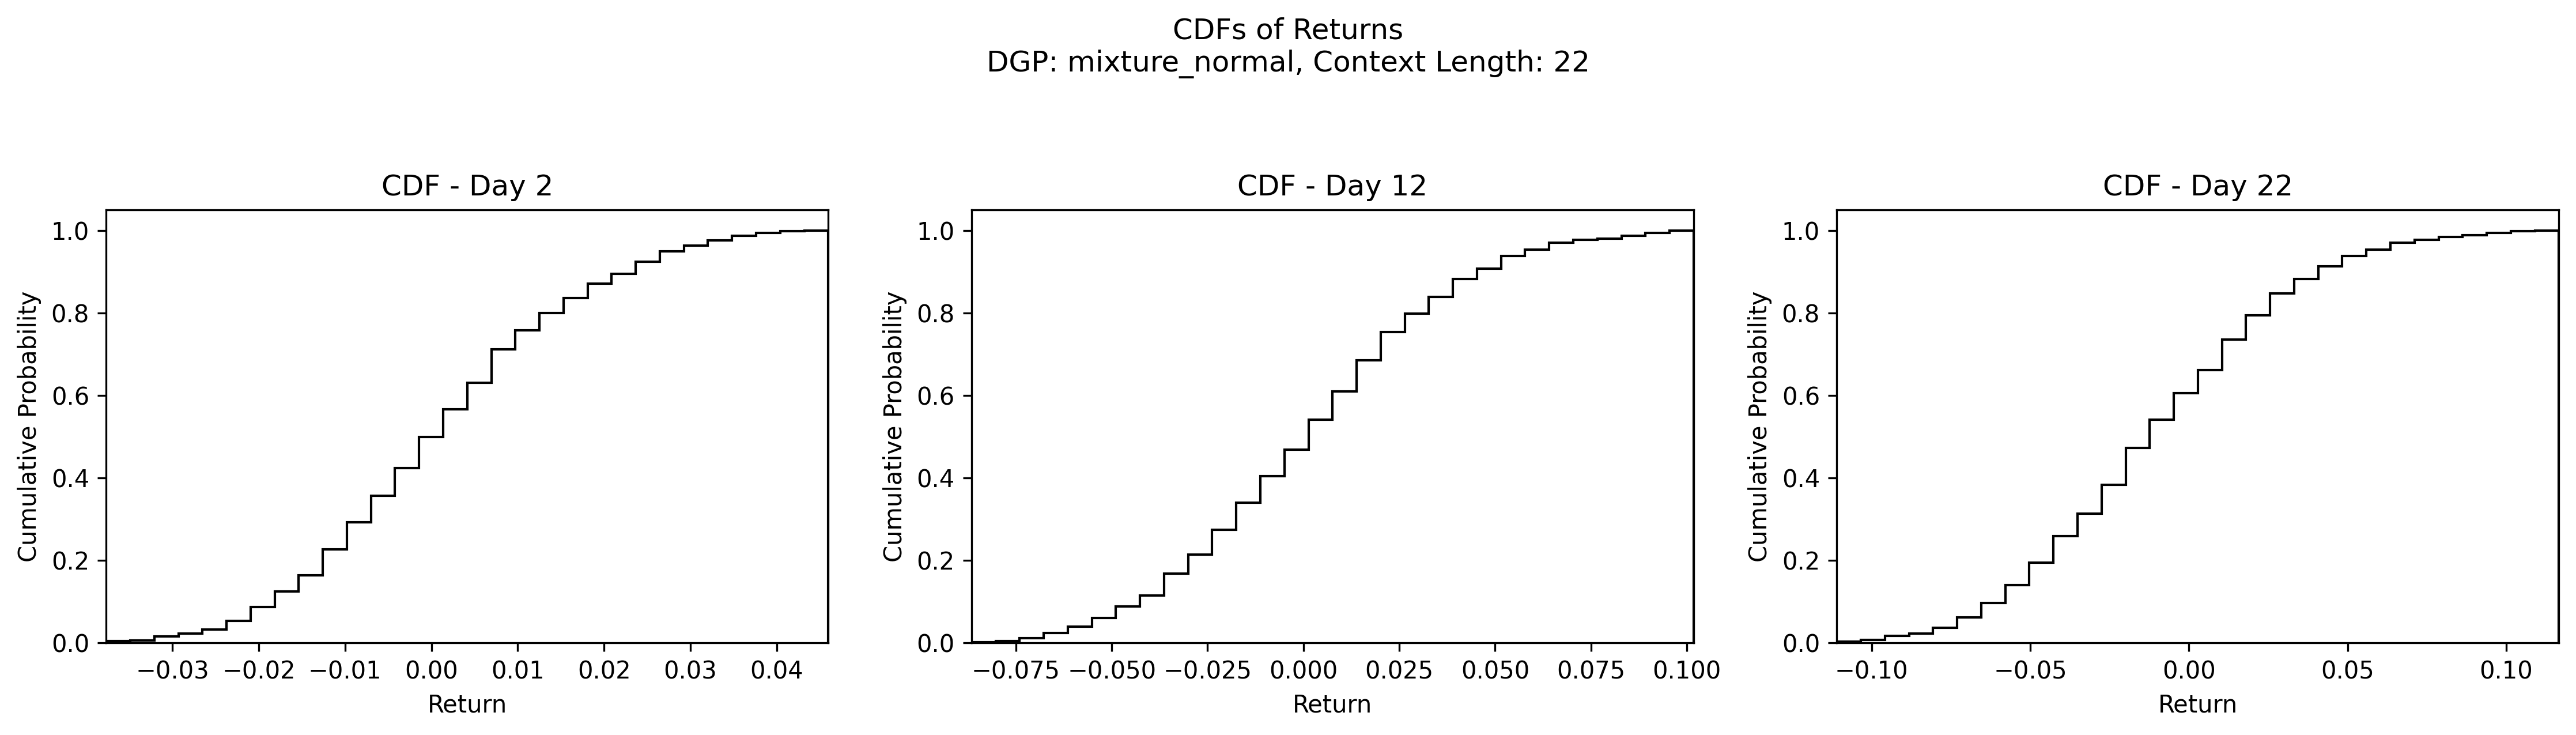 CDFs of Returns
DGP: mixture_normal, Context Length: 22
CDF - Day 2
1.0
0.8
0.6
0.4
0.2
0.0
Cumulative Probability
−0.03 −0.02 −0.01 0.00 0.01 0.02 0.03 0.04
Return
CDF - Day 12
1.0
0.8
0.6
0.4
0.2
0.0
Cumulative Probability
−0.075 −0.050 −0.025 0.000 0.025 0.050 0.075 0.100
Return
CDF - Day 22
1.0
0.8
0.6
0.4
0.2
0.0
Cumulative Probability
−0.10 −0.05 0.00 0.05 0.10
Return